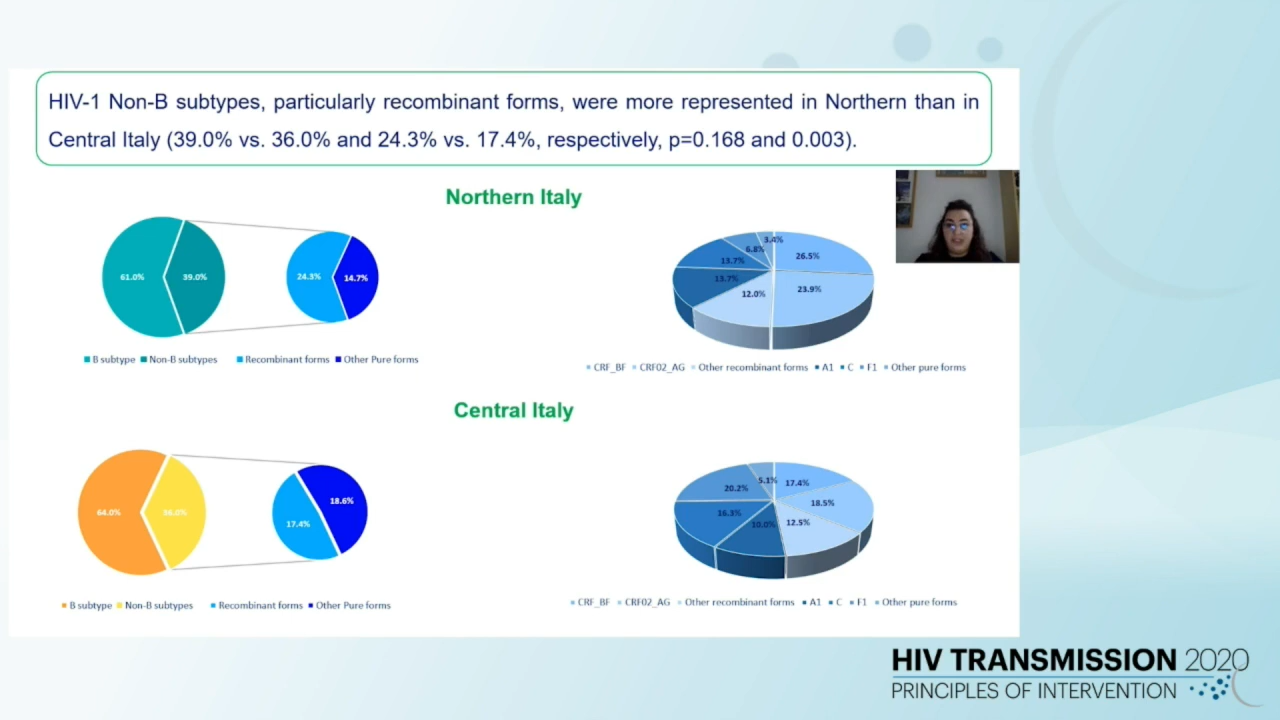 HIV-1 Non-B subtypes, particularly recombinant forms, were more represented in Northern than in
Central Italy (39.0% vs. 36.0% and 24.3% vs. 17.4%, respectively, p=0.168 and 0.003).
Northern Italy
61.0%
39.0%
24.3%
14.7%
B subtype Non-B subtypes Recombinant forms Other Pure forms
3.4%
6.8%
26.5%
13.7%
13.7%
23.9%
12.0%
CRF_BF CRF02_AG Other recombinant forms A1 C F1 Other pure forms
Central Italy
64.0%
36.0%
18.6%
17.4%
B subtype Non-B subtypes Recombinant forms Other Pure forms
5.1%
17.4%
20.2%
18.5%
16.3%
10.0%
12.5%
CRF_BF CRF02_AG Other recombinant forms A1 C F1 Other pure forms
HIV TRANSMISSION 2020
PRINCIPLES OF INTERVENTION